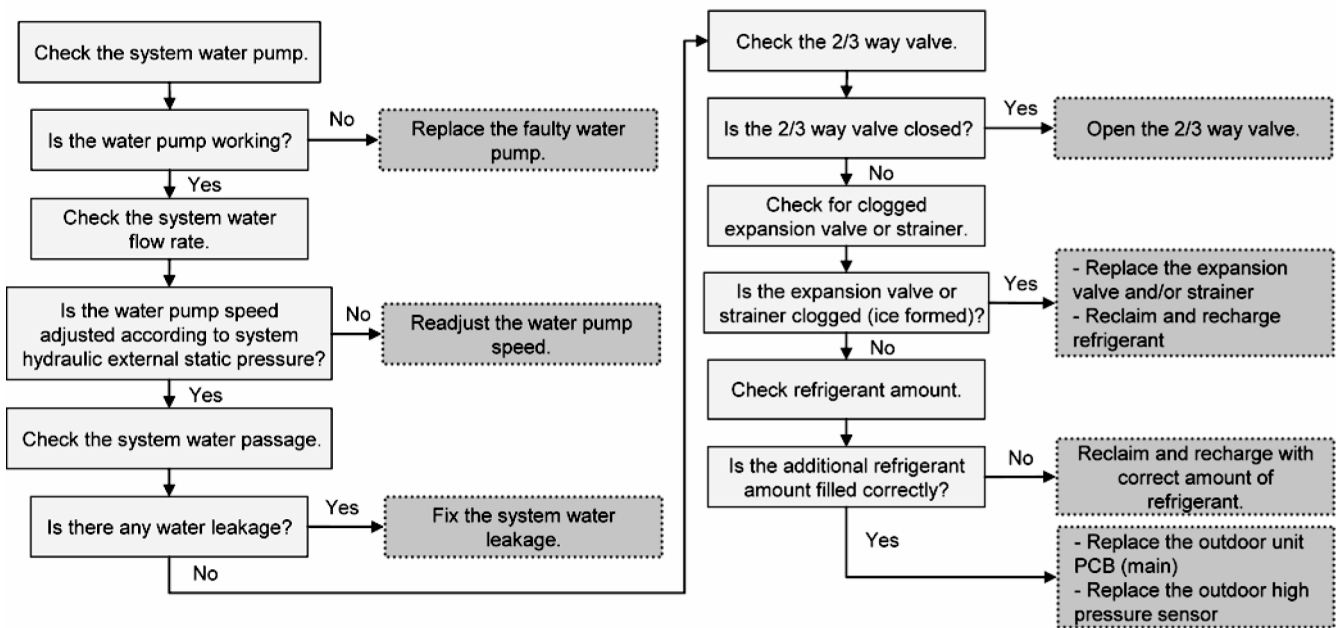 Check the system water pump.
Is the water pump working?
No
Replace the faulty water
pump.
Yes
Check the system water
flow rate.
Is the water pump speed
adjusted according to system
hydraulic external static pressure?
No
Readjust the water pump
speed.
Yes
Check the system water passage.
Is there any water leakage?
Yes
Fix the system water
leakage.
No
Check the 2/3 way valve.
Is the 2/3 way valve closed?
Yes
Open the 2/3 way valve.
No
Check for clogged
expansion valve or strainer.
Is the expansion valve or
strainer clogged (ice formed)?
Yes
- Replace the expansion
valve and/or strainer
- Reclaim and recharge
refrigerant
No
Check refrigerant amount.
Is the additional refrigerant
amount filled correctly?
No
Reclaim and recharge with
correct amount of
refrigerant.
Yes
- Replace the outdoor unit
PCB (main)
- Replace the outdoor high
pressure sensor